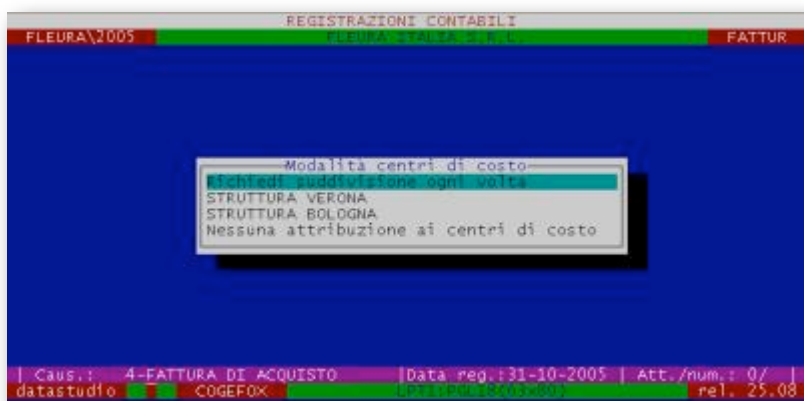 REGISTRAZIONI CONTABILI
FLEURA\2005 FLEURA ITALIA S.R.L. FATTUR
Modalità centri di costo
Richiedi suddivisione ogni volta
STRUTTURA VERONA
STRUTTURA BOLOGNA
Nessuna attribuzione ai centri di costo
| Caus.: 4-FATTURA DI ACQUISTO |Data reg.:31-10-2005 | Att./num.: 0/ |
datastudio COGEFOX rel. 25.08